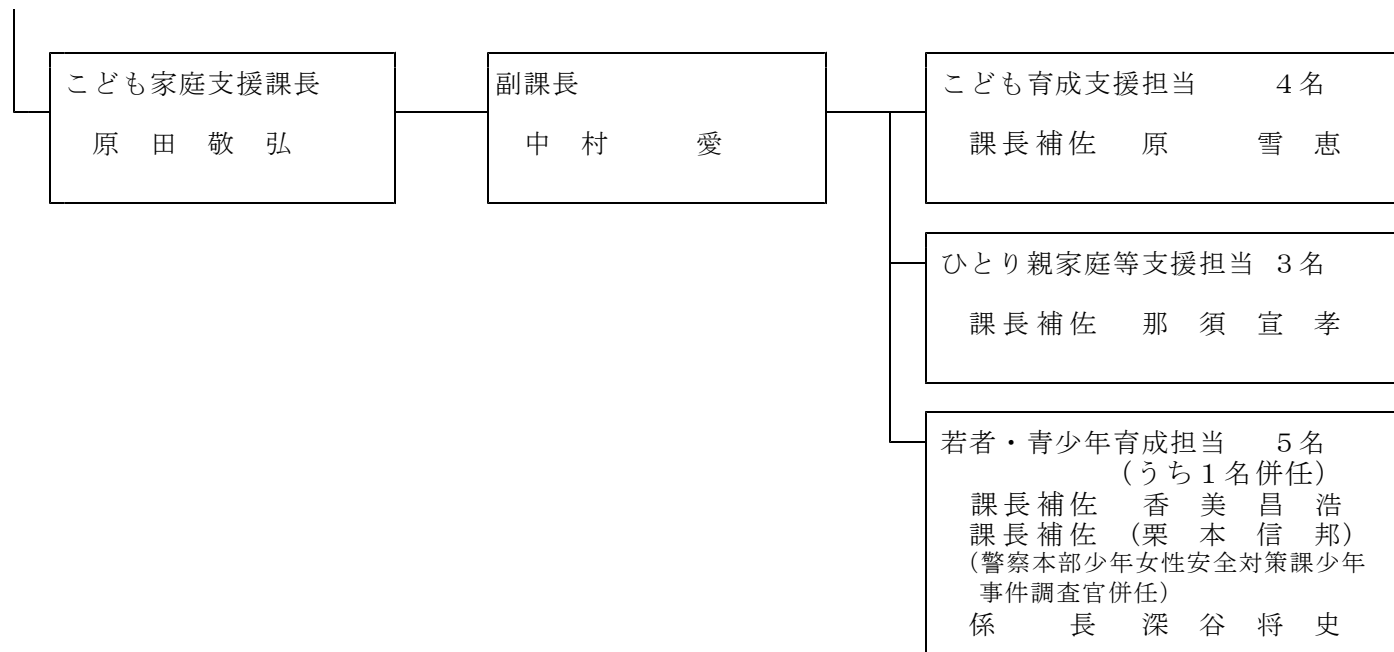 こども家庭支援課長
原 田 敬 弘
副課長
中 村 愛
こども育成支援担当 ４名
課長補佐 原 雪 恵
ひとり親家庭等支援担当 ３名
課長補佐 那 須 宣 孝
若者・青少年育成担当 ５名
（うち１名併任）
課長補佐 香 美 昌 浩
課長補佐 （栗 本 信 邦）
（警察本部少年女性安全対策課少年
事件調査官併任）
係 長 深 谷 将 史